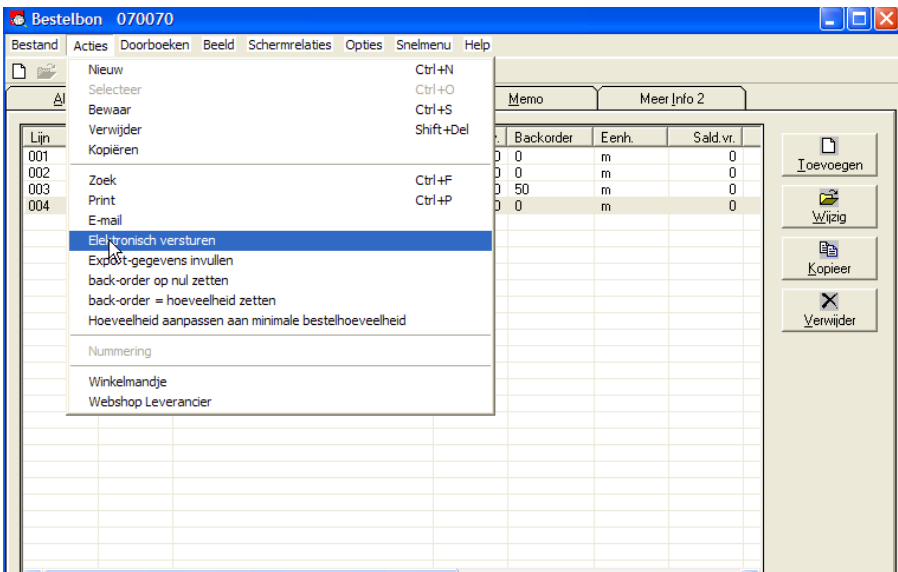 Bestelbon 070070
Bestand Acties Doorboeken Beeld Schermrelaties Opties Snelmenu Help
Nieuw Ctrl+N
Selecteer Ctrl+O
Bewaar Ctrl+S
Verwijder Shift+Del
Kopiëren
Zoek Ctrl+F
Print Ctrl+P
E-mail
Elektronisch versturen
Export-gegevens invullen
back-order op nul zetten
back-order = hoeveelheid zetten
Hoeveelheid aanpassen aan minimale bestelhoeveelheid
Nummering
Winkelmandje
Webshop Leverancier
Memo Meer Info 2
Lijn Backorder Eenh. Sald.vr.
001 0 m 0
002 0 m 0
003 50 m 0
004 0 m 0
Toevoegen
Wijzig
Kopieer
Verwijder